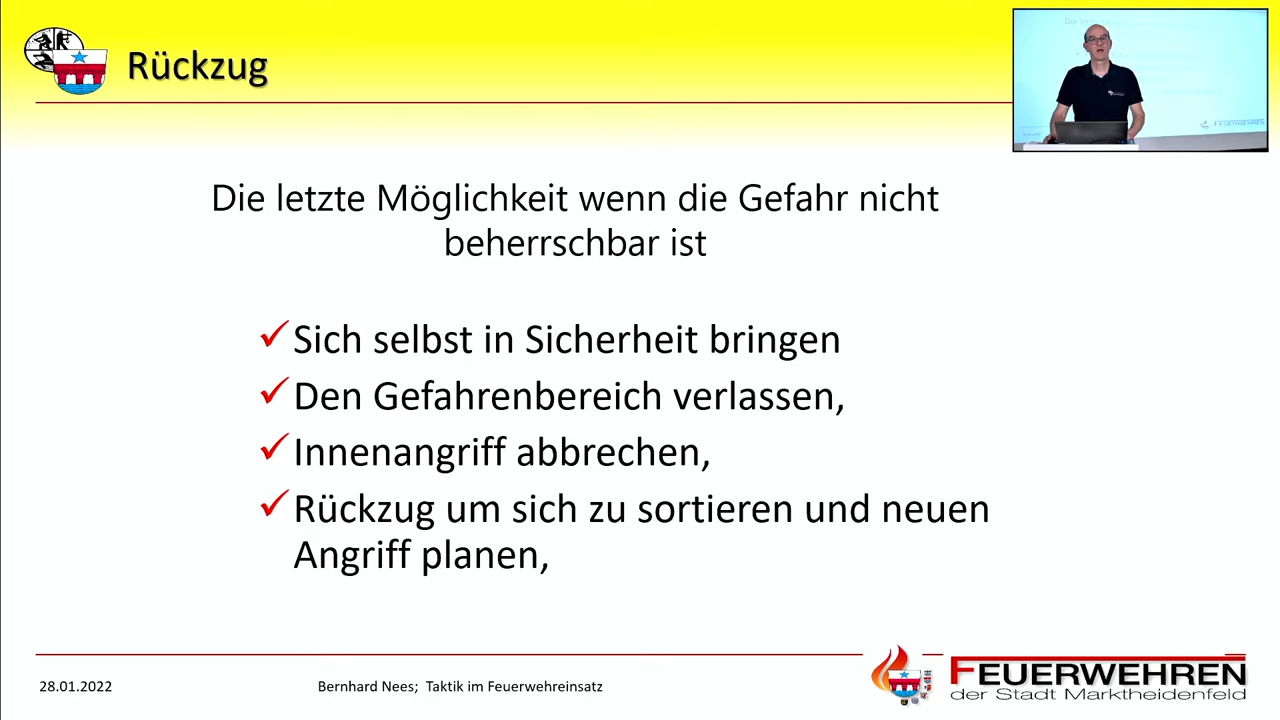 Rückzug
Die letzte Möglichkeit wenn die Gefahr nicht
beherrschbar ist
Sich selbst in Sicherheit bringen
Den Gefahrenbereich verlassen,
Innenangriff abbrechen,
Rückzug um sich zu sortieren und neuen
Angriff planen,
28.01.2022
Bernhard Nees; Taktik im Feuerwehreinsatz
FEUERWEHREN
der Stadt Marktheidenfeld
FEUERWEHREN